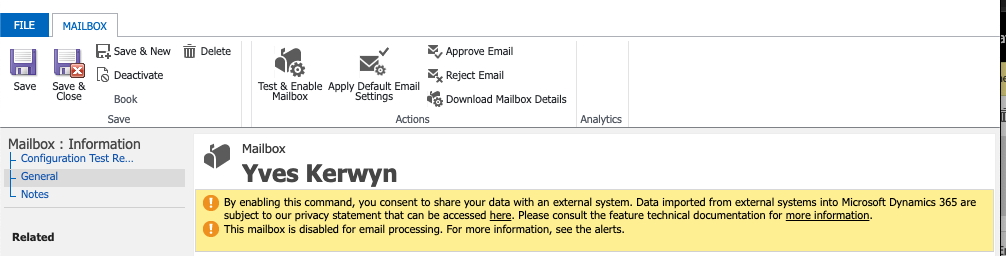 FILE
MAILBOX
Save
Save &
Close
Save & New
Deactivate
Delete
Book
Save
Test & Enable
Mailbox
Apply Default Email
Settings
Approve Email
Reject Email
Download Mailbox Details
Actions
Analytics
Mailbox : Information
Configuration Test Re...
General
Notes
Related
Mailbox
Yves Kerwyn
By enabling this command, you consent to share your data with an external system. Data imported from external systems into Microsoft Dynamics 365 are
subject to our privacy statement that can be accessed here. Please consult the feature technical documentation for more information.
This mailbox is disabled for email processing. For more information, see the alerts.